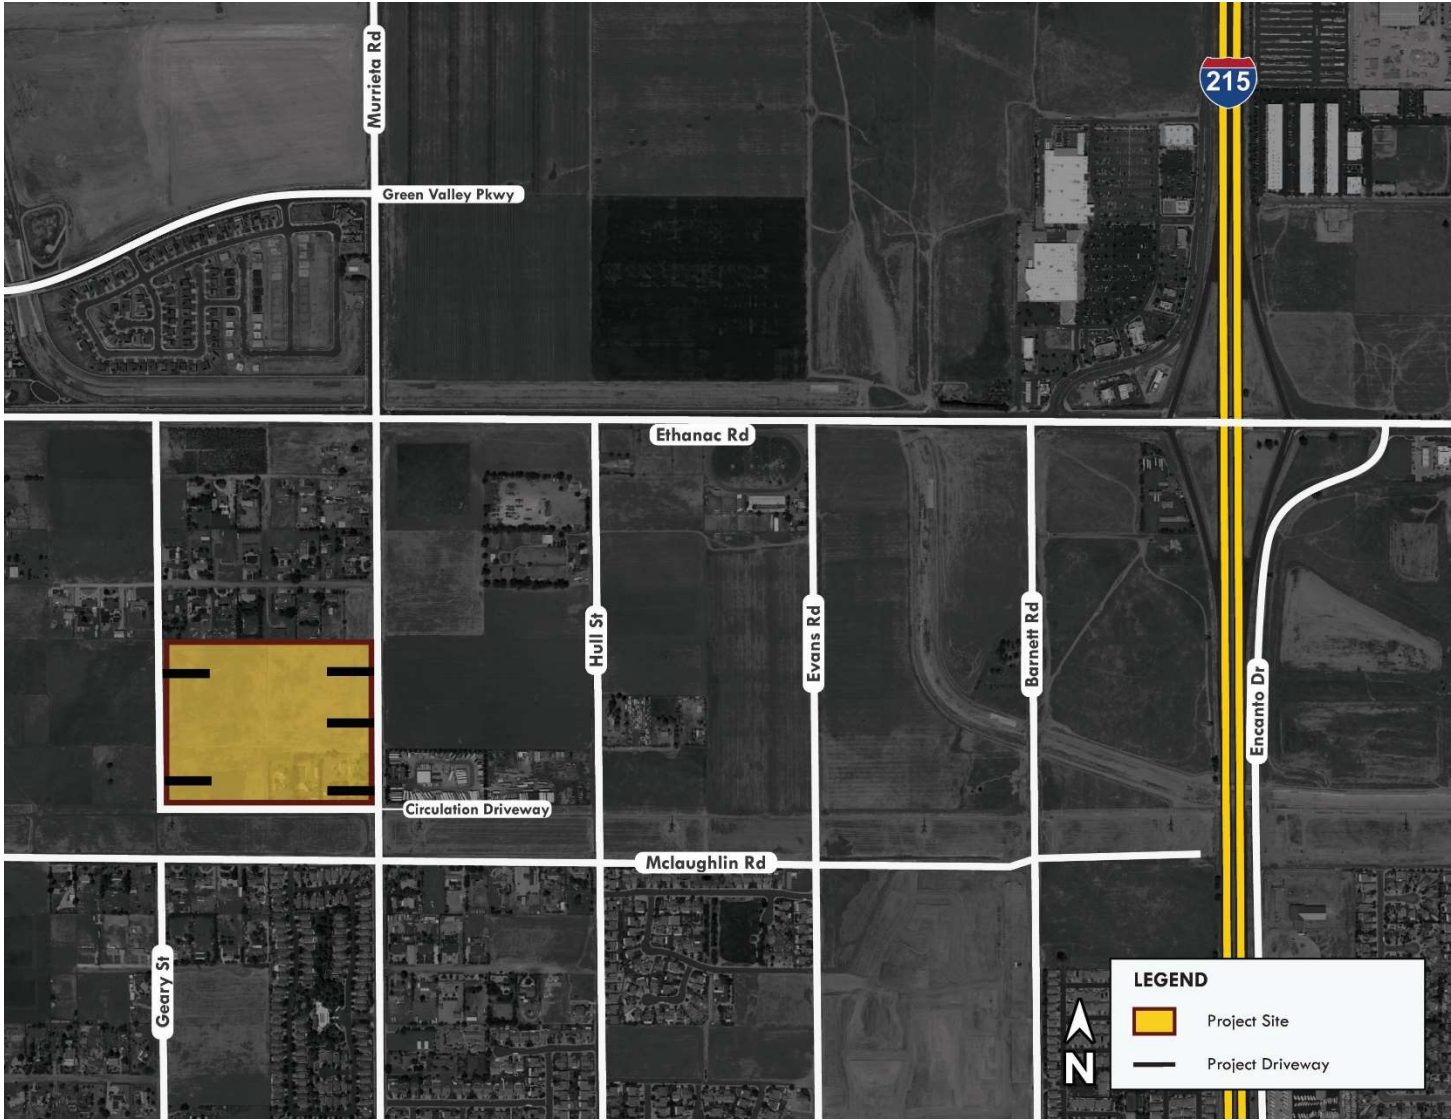 Murrieta Rd
215
Green Valley Pkwy
Ethanac Rd
Hull St
Evans Rd
Barnett Rd
Encanto Dr
Circulation Driveway
Mclaughlin Rd
Geary St
LEGEND
Project Site
Project Driveway
N